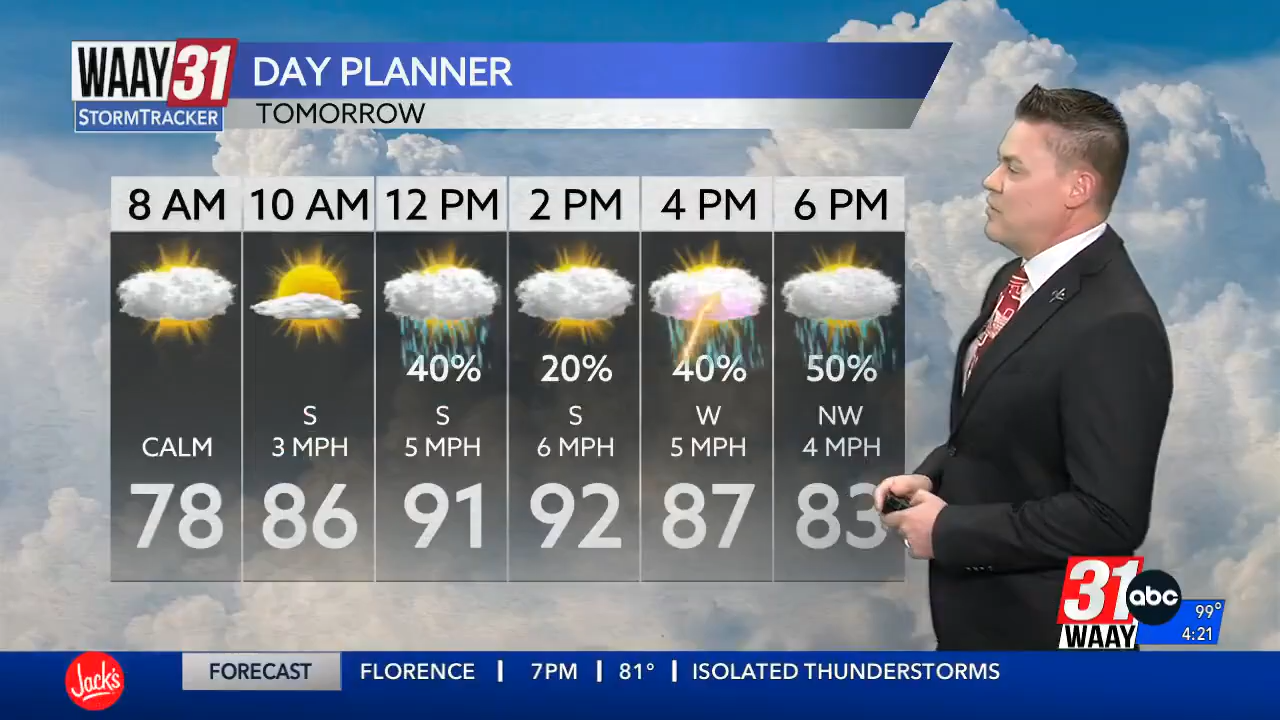 WAAY 31
STORMTRACKER
DAY PLANNER
TOMORROW
8 AM 10 AM 12 PM 2 PM 4 PM 6 PM
40% 20% 40% 50%
S S S W NW
CALM 3 MPH 5 MPH 6 MPH 5 MPH 4 MPH
78 86 91 92 87 83
31 abc
WAAY
99°
4:21
Jack's
FORECAST FLORENCE | 7PM | 81° | ISOLATED THUNDERSTORMS